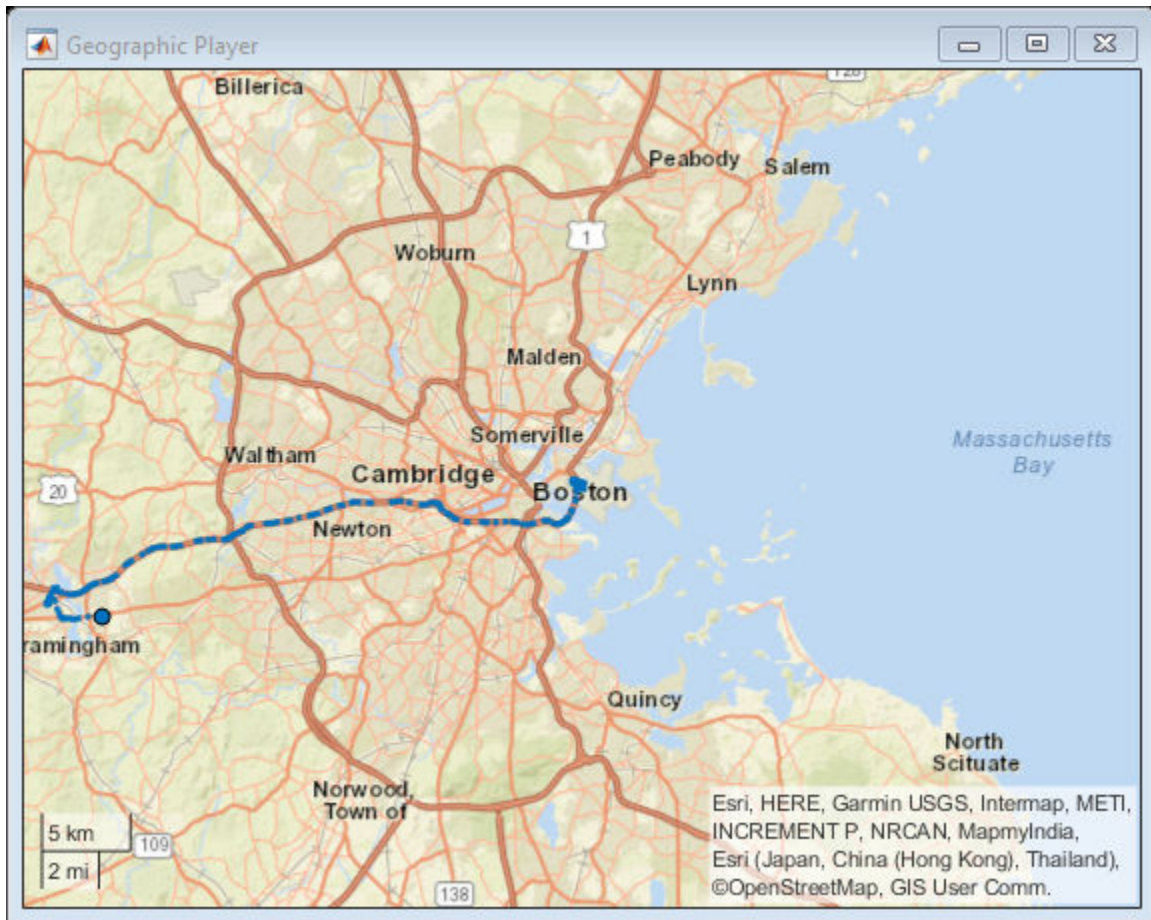 Geographic Player
Billerica
128
Peabody
Salem
1
Woburn
Lynn
Malden
Somerville
Massachusetts
Bay
Waltham
Cambridge
20
Boston
Newton
ramingham
Quincy
North
Scituate
Norwood,
Town of
5 km
2 mi
109
138
Esri, HERE, Garmin USGS, Intermap, METI,
INCREMENT P, NRCAN, MapmyIndia,
Esri (Japan, China (Hong Kong), Thailand),
©OpenStreetMap, GIS User Comm.